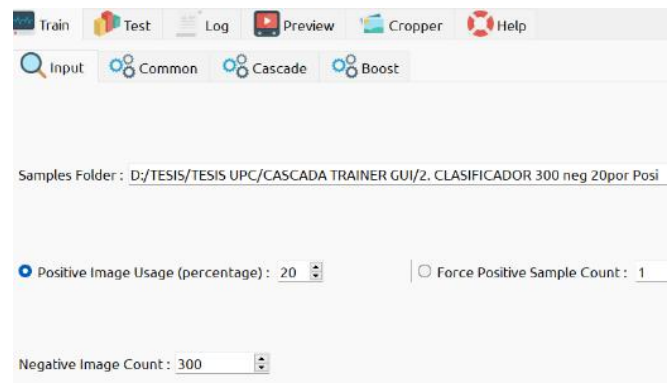 Train Test Log Preview Cropper Help
Input Common Cascade Boost
Samples Folder : D:/TESIS/TESIS UPC/CASCADA TRAINER GUI/2. CLASIFICADOR 300 neg 20por Posi
Positive Image Usage (percentage) : 20 Force Positive Sample Count : 1
Negative Image Count : 300